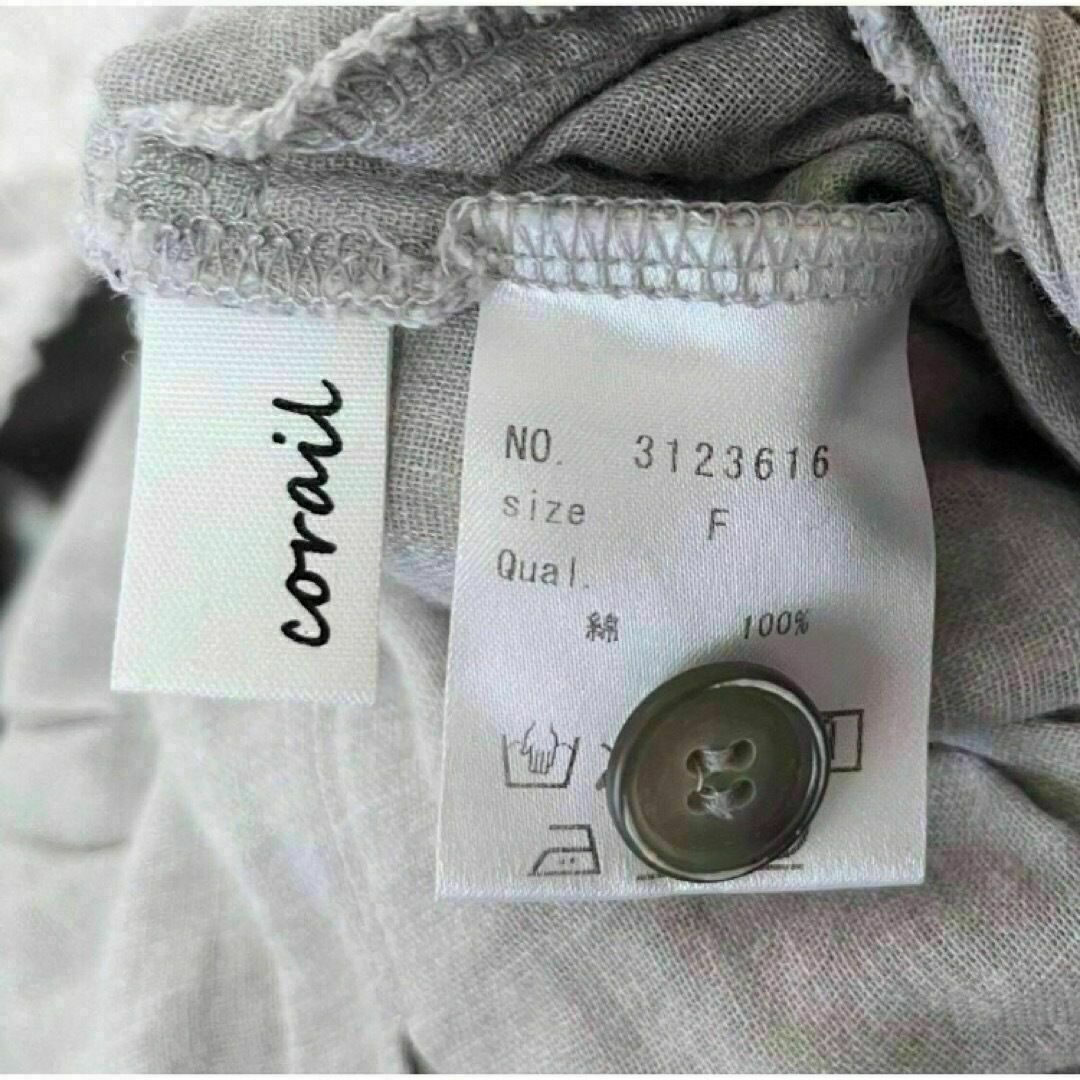 corail
NO. 3123616
size F
Qual.
綿 100%